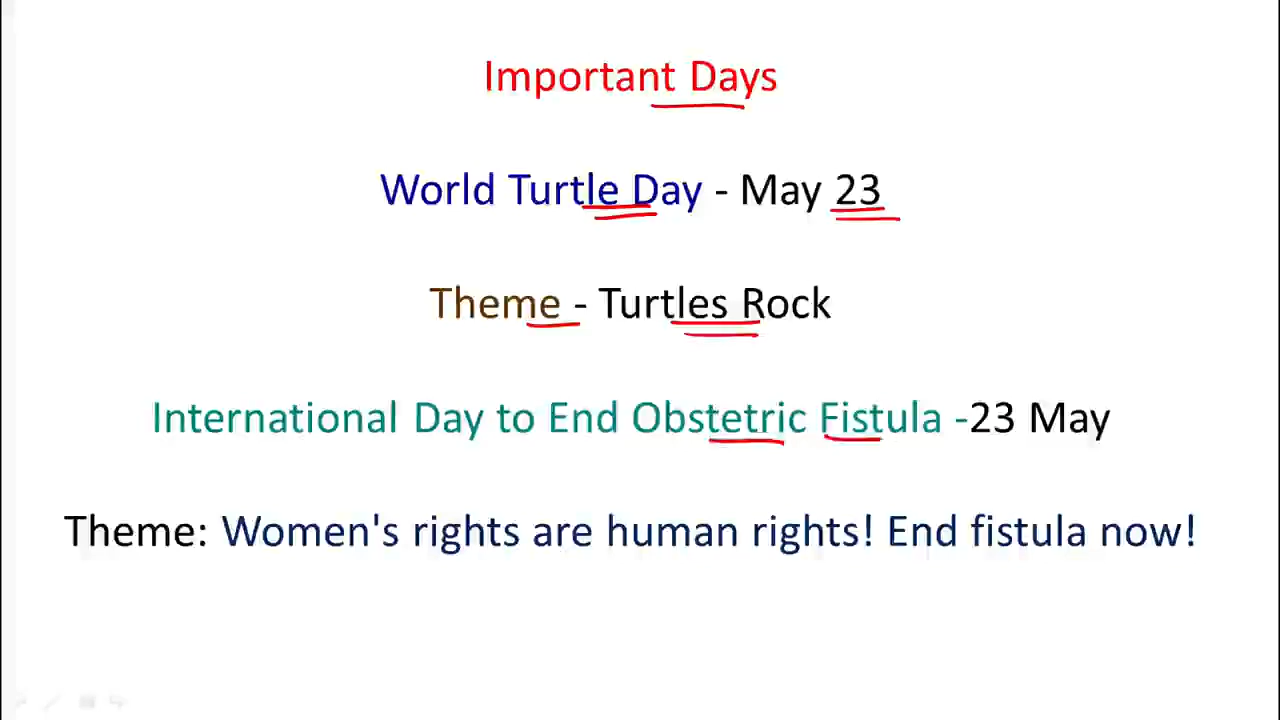 Important Days
World Turtle Day - May 23
Theme - Turtles Rock
International Day to End Obstetric Fistula -23 May
Theme: Women's rights are human rights! End fistula now!